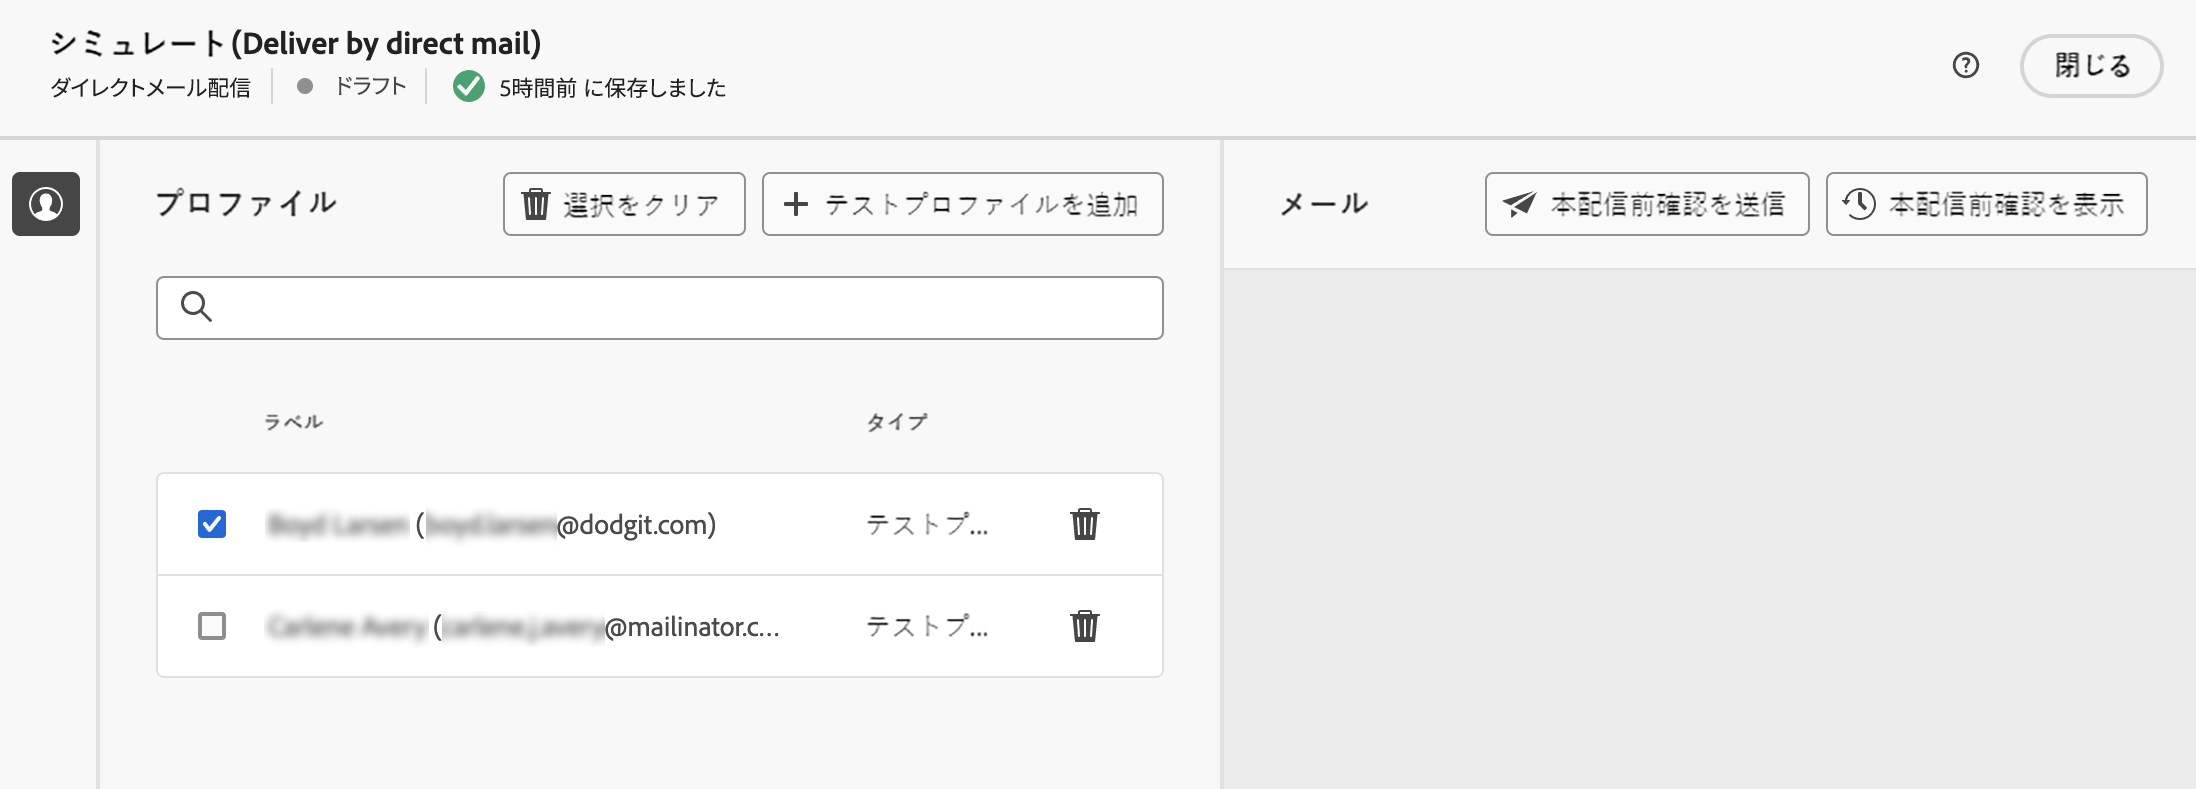 シミュレート(Deliver by direct mail)
ダイレクトメール配信 ドラフト 5時間前 に保存しました
閉じる
プロファイル 選択をクリア テストプロファイルを追加
メール 本配信前確認を送信 本配信前確認を表示
ラベル タイプ
(@dodgit.com) テストプ...
(@mailinator.c... テストプ...